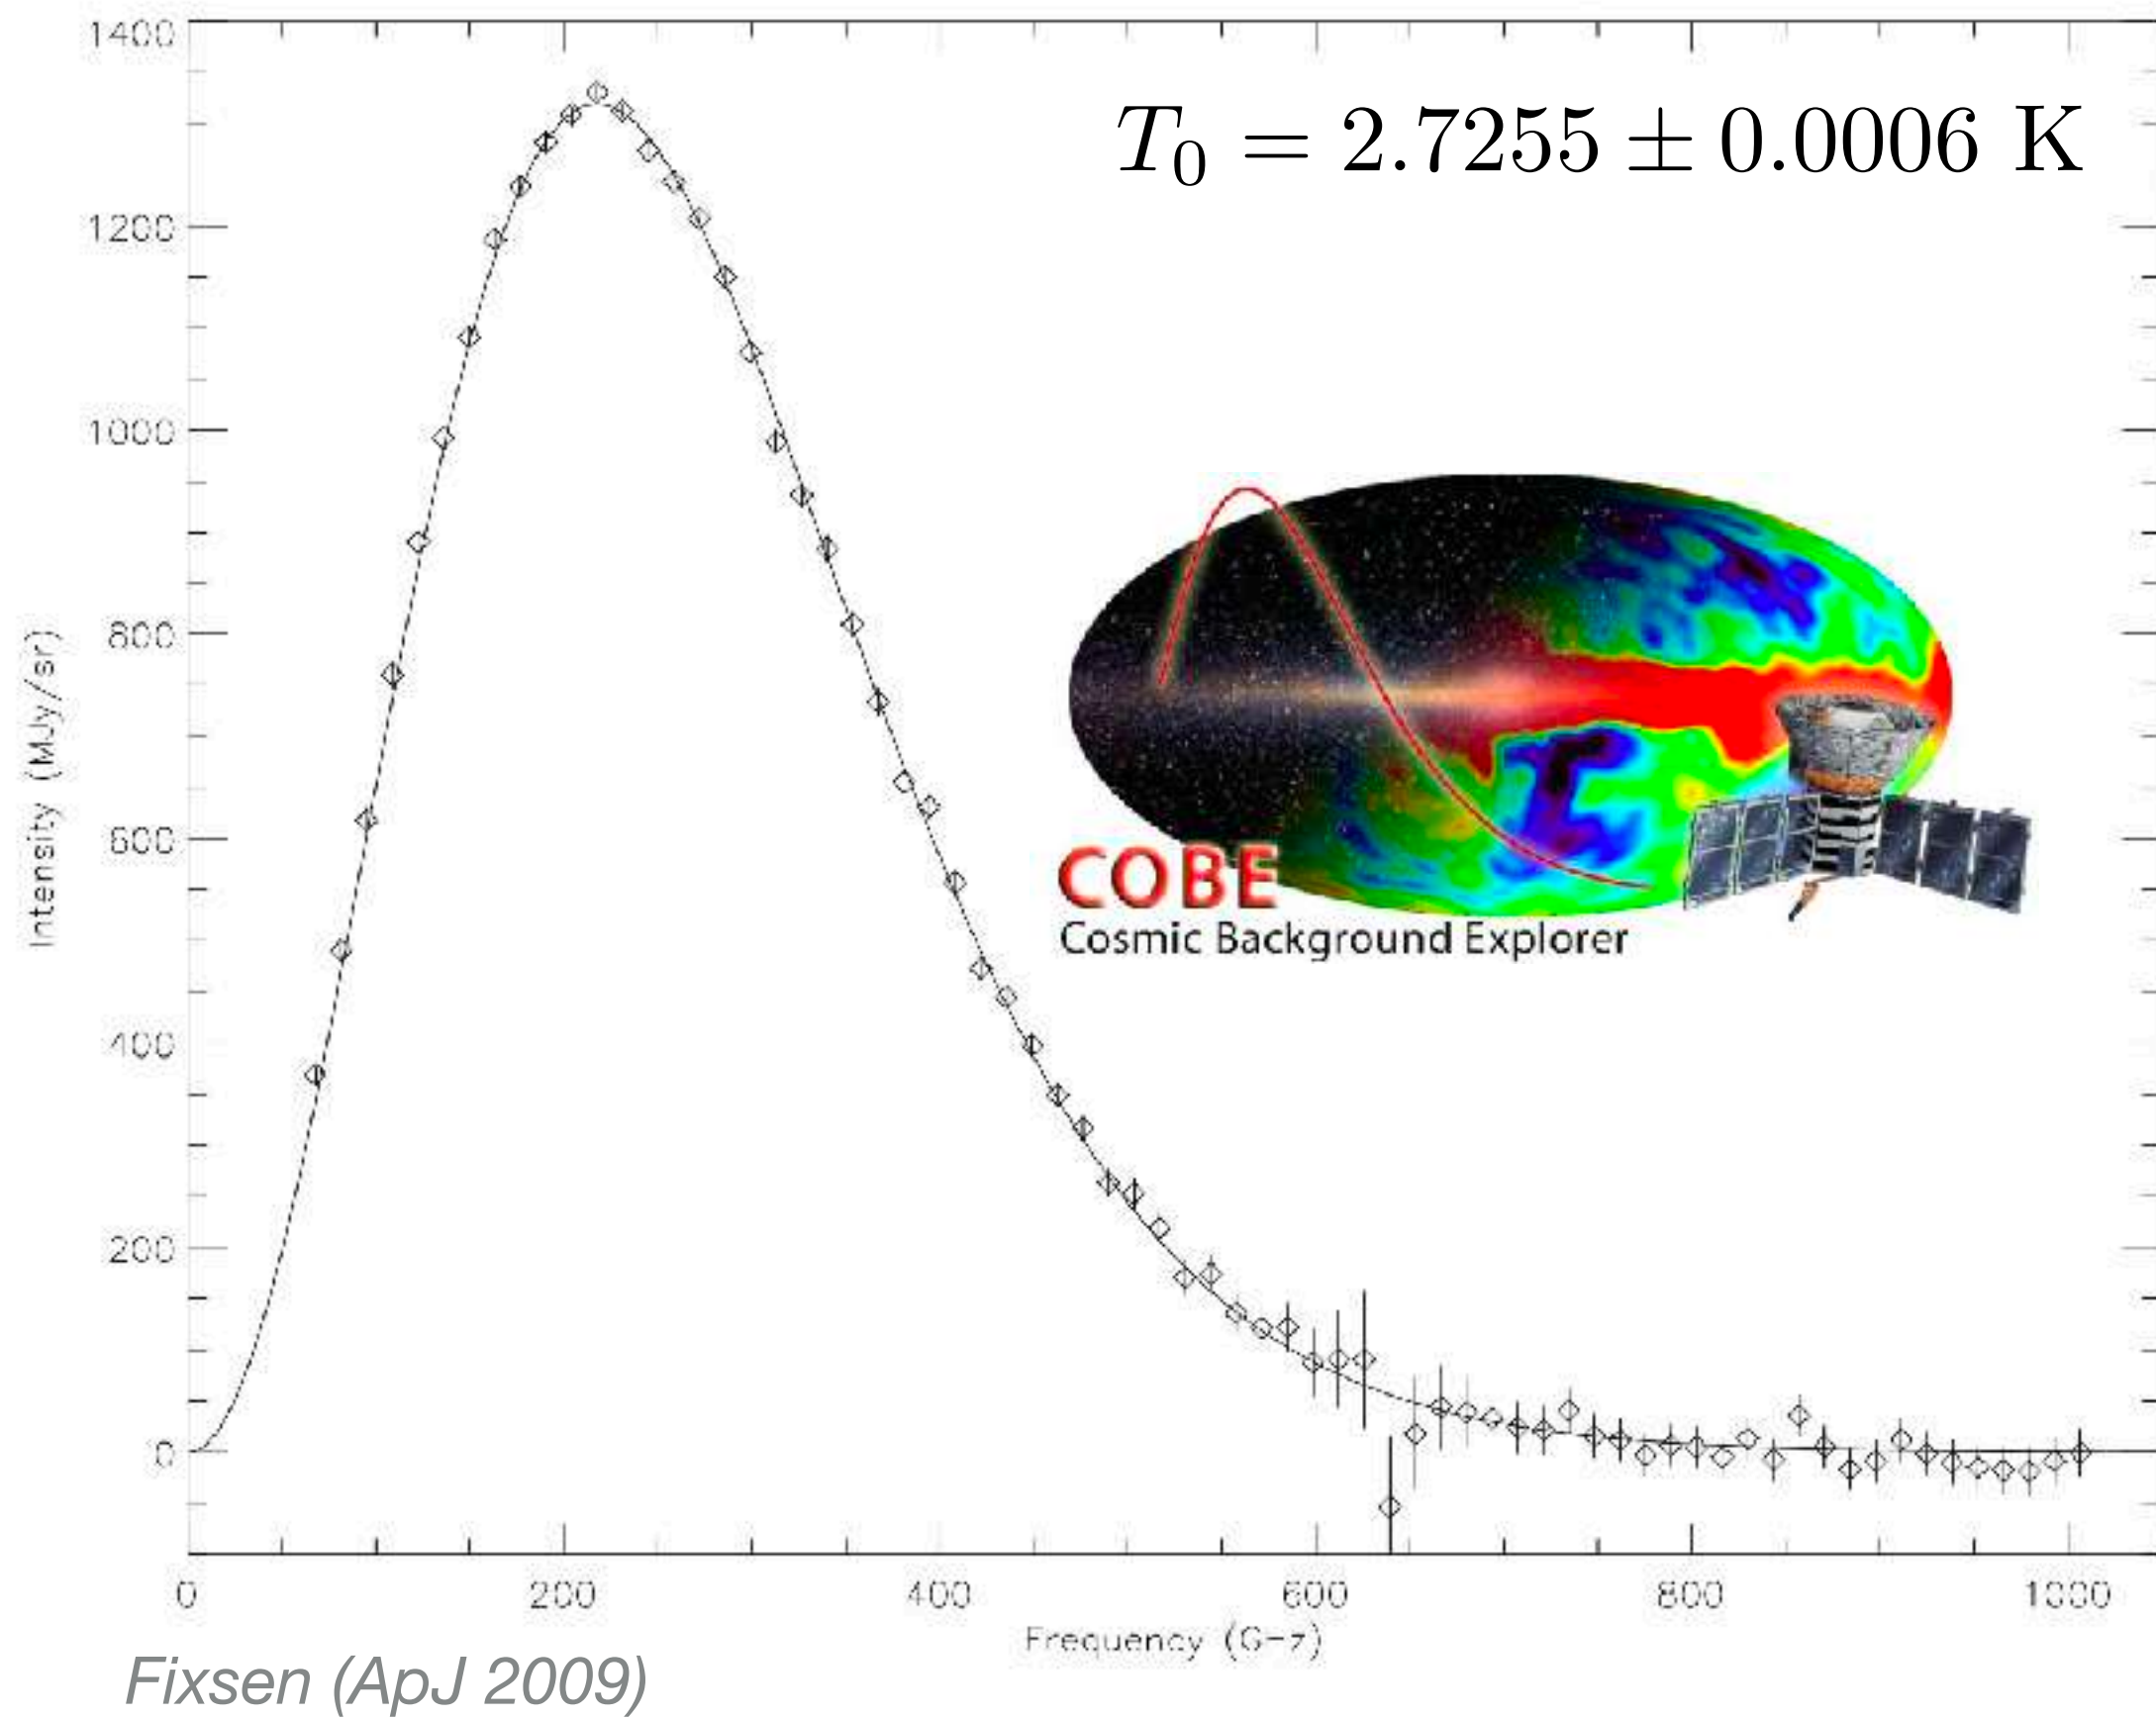 1400
T₀ = 2.7255 ± 0.0006 K
1200
1000
800
600
400
200
0
Intensity (MJy/sr)
COBE
Cosmic Background Explorer
0 200 400 600 800 1000
Frequency (GHz)
Fixsen (ApJ 2009)